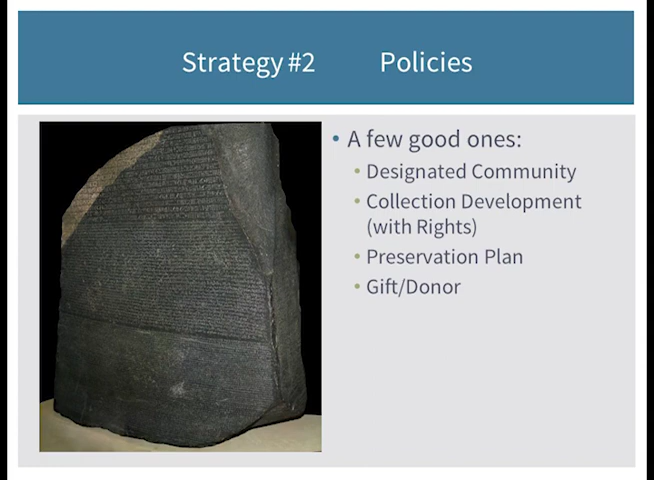 Strategy #2 Policies
A few good ones:
Designated Community
Collection Development
(with Rights)
Preservation Plan
Gift/Donor